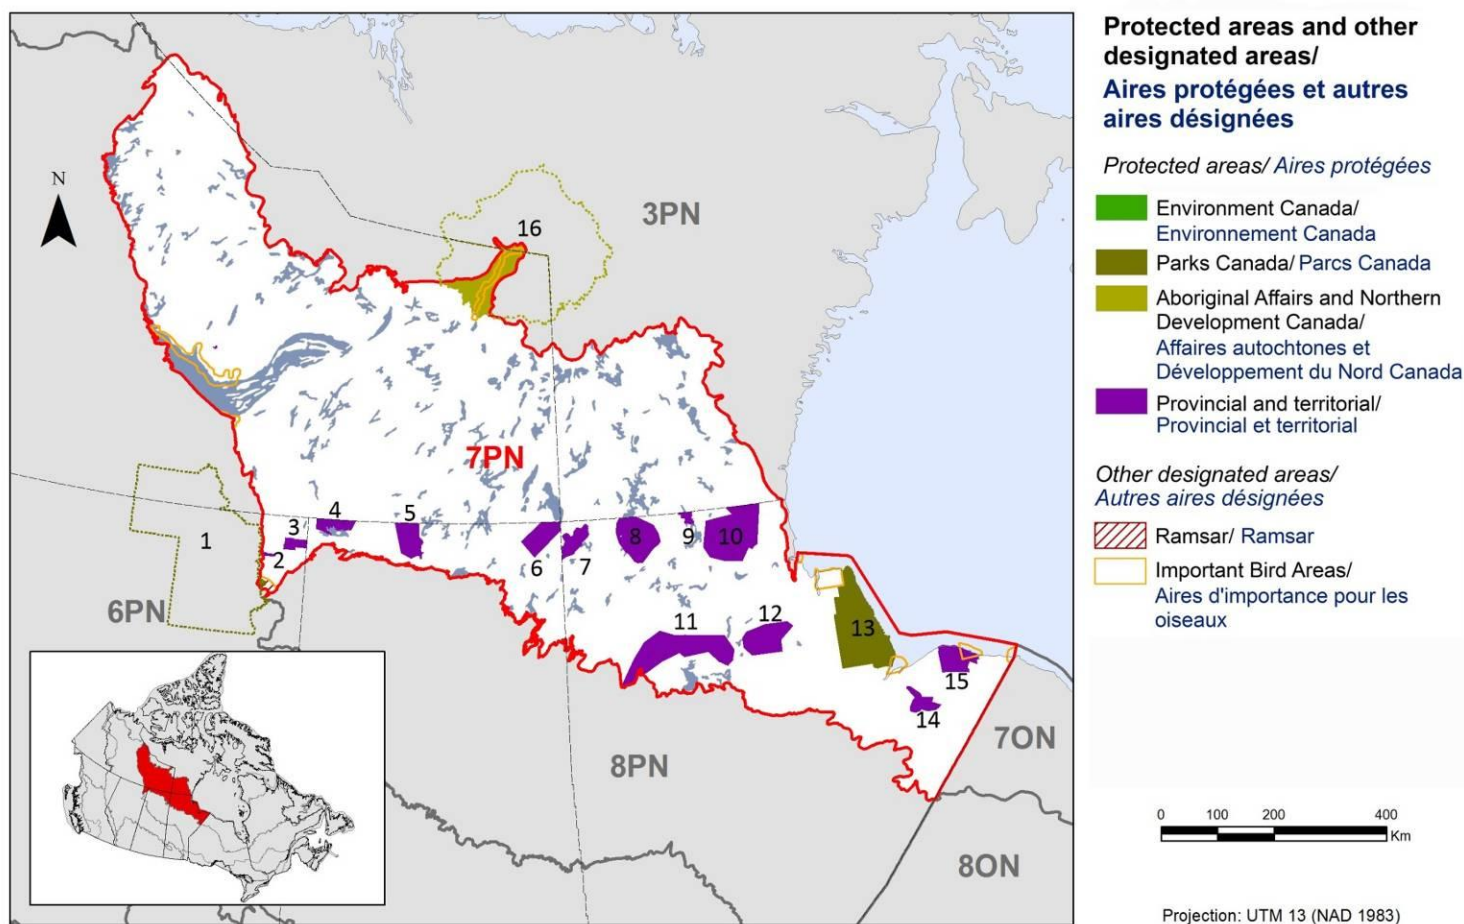 N
16
3PN
7PN
1
2
3
4
5
6
7
8
9
10
11
12
13
14
15
6PN
8PN
7ON
8ON
Protected areas and other
designated areas/
Aires protégées et autres
aires désignées
Protected areas/ Aires protégées
Environment Canada/
Environnement Canada
Parks Canada/ Parcs Canada
Aboriginal Affairs and Northern
Development Canada/
Affaires autochtones et
Développement du Nord Canada
Provincial and territorial/
Provincial et territorial
Other designated areas/
Autres aires désignées
Ramsar/ Ramsar
Important Bird Areas/
Aires d'importance pour les
oiseaux
0 100 200 400
Km
Projection: UTM 13 (NAD 1983)